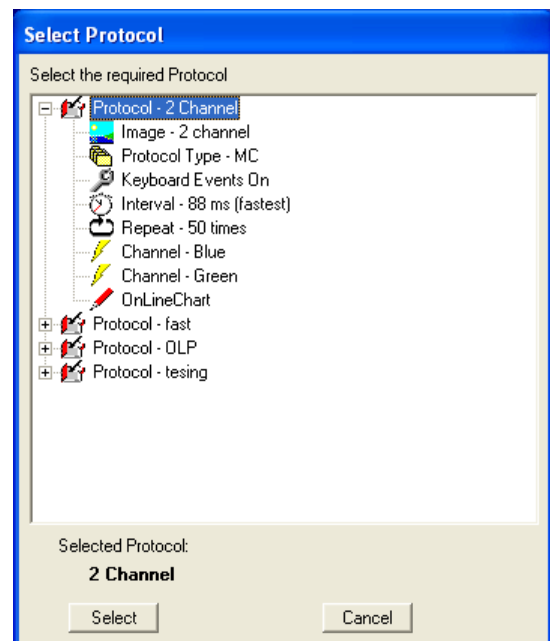 Select Protocol
Select the required Protocol
Protocol - 2 Channel
Image - 2 channel
Protocol Type - MC
Keyboard Events On
Interval - 88 ms (fastest)
Repeat - 50 times
Channel - Blue
Channel - Green
OnLineChart
Protocol - fast
Protocol - OLP
Protocol - tesing
Selected Protocol:
2 Channel
Select Cancel